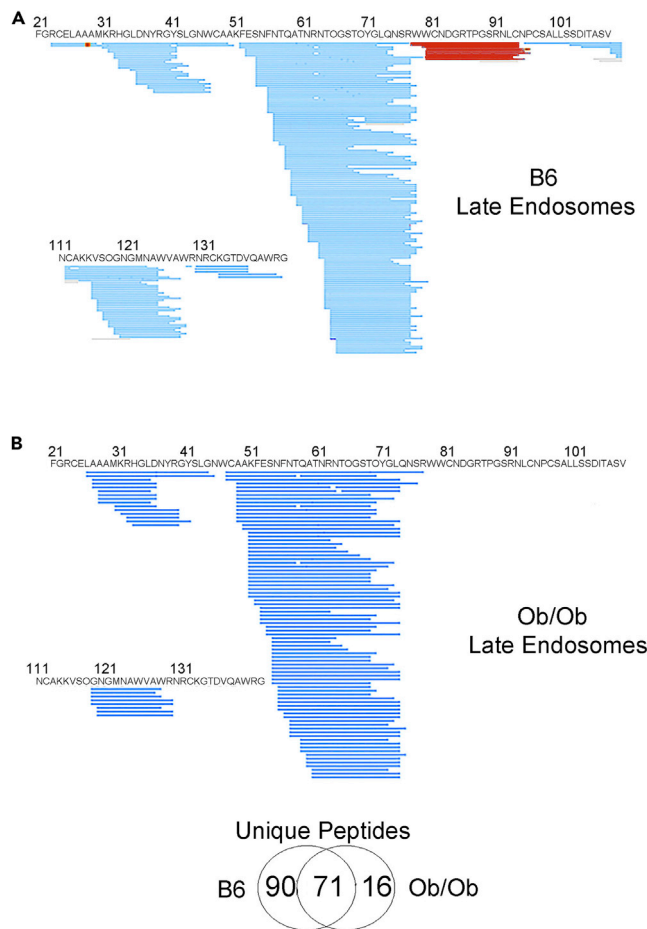 A
21 31 41 51 61 71 81 91 101
FGRCELAAAMKRHGLDNYRGYSLGNWCAAKFESNFNTQATNRNTOGSTOYGLQNSRWWCNDGRTPGSRNLCNPCSALLSSDITASV
B6
Late Endosomes
111 121 131
NCAKKVSOGNGMNAWVAWRNRCKGTDVQAWRG
B
21 31 41 51 61 71 81 91 101
FGRCELAAAMKRHGLDNYRGYSLGNWCAAKFESNFNTQATNRNTOGSTOYGLQNSRWWCNDGRTPGSRNLCNPCSALLSSDITASV
Ob/Ob
Late Endosomes
111 121 131
NCAKKVSOGNGMNAWVAWRNRCKGTDVQAWRG
Unique Peptides
B6 90 71 16 Ob/Ob